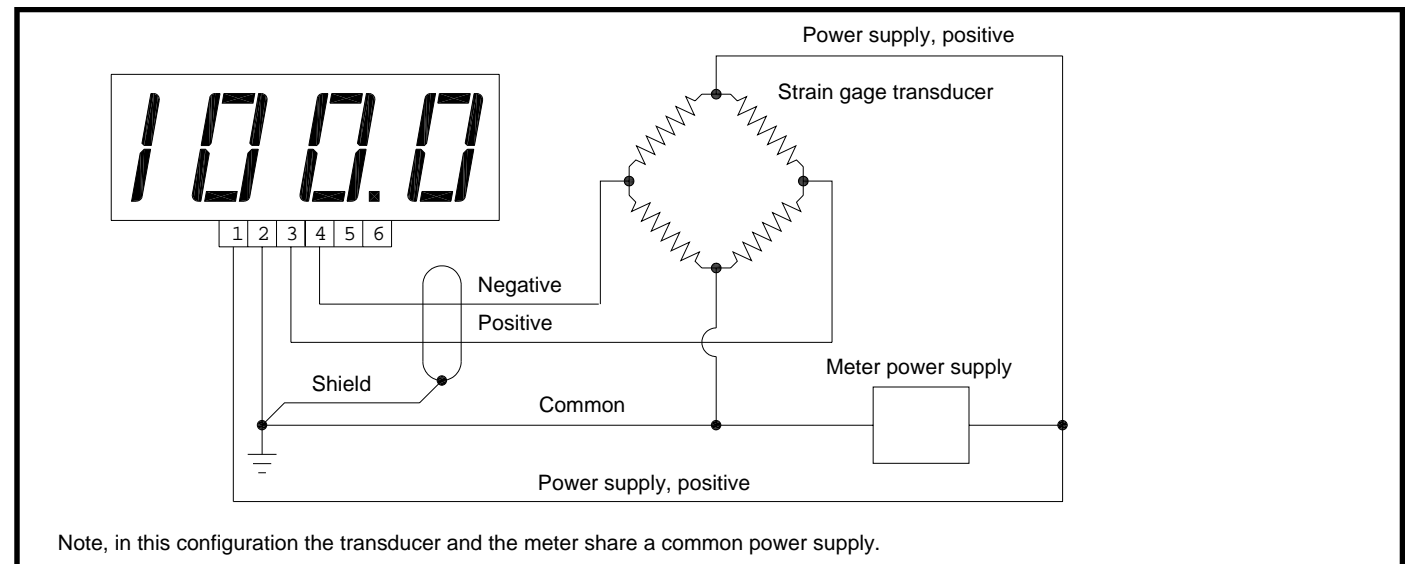 Power supply, positive
Strain gage transducer
100.0
1 2 3 4 5 6
Negative
Positive
Meter power supply
Shield
Common
Power supply, positive
Note, in this configuration the transducer and the meter share a common power supply.